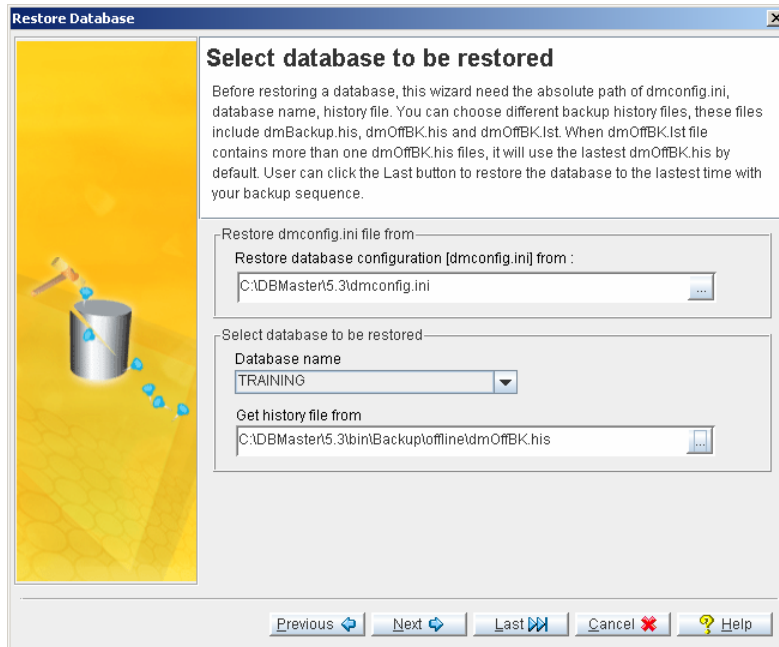 Restore Database
Select database to be restored
Before restoring a database, this wizard need the absolute path of dmconfig.ini,
database name, history file. You can choose different backup history files, these files
include dmBackup.his, dmOffBK.his and dmOffBK.lst. When dmOffBK.lst file
contains more than one dmOffBK.his files, it will use the lastest dmOffBK.his by
default. User can click the Last button to restore the database to the lastest time with
your backup sequence.
Restore dmconfig.ini file from
Restore database configuration [dmconfig.ini] from :
C:\DBMaster\5.3\dmconfig.ini
...
Select database to be restored
Database name
TRAINING
Get history file from
C:\DBMaster\5.3\bin\Backup\offline\dmOffBK.his
...
Previous
Next
Last
Cancel
Help